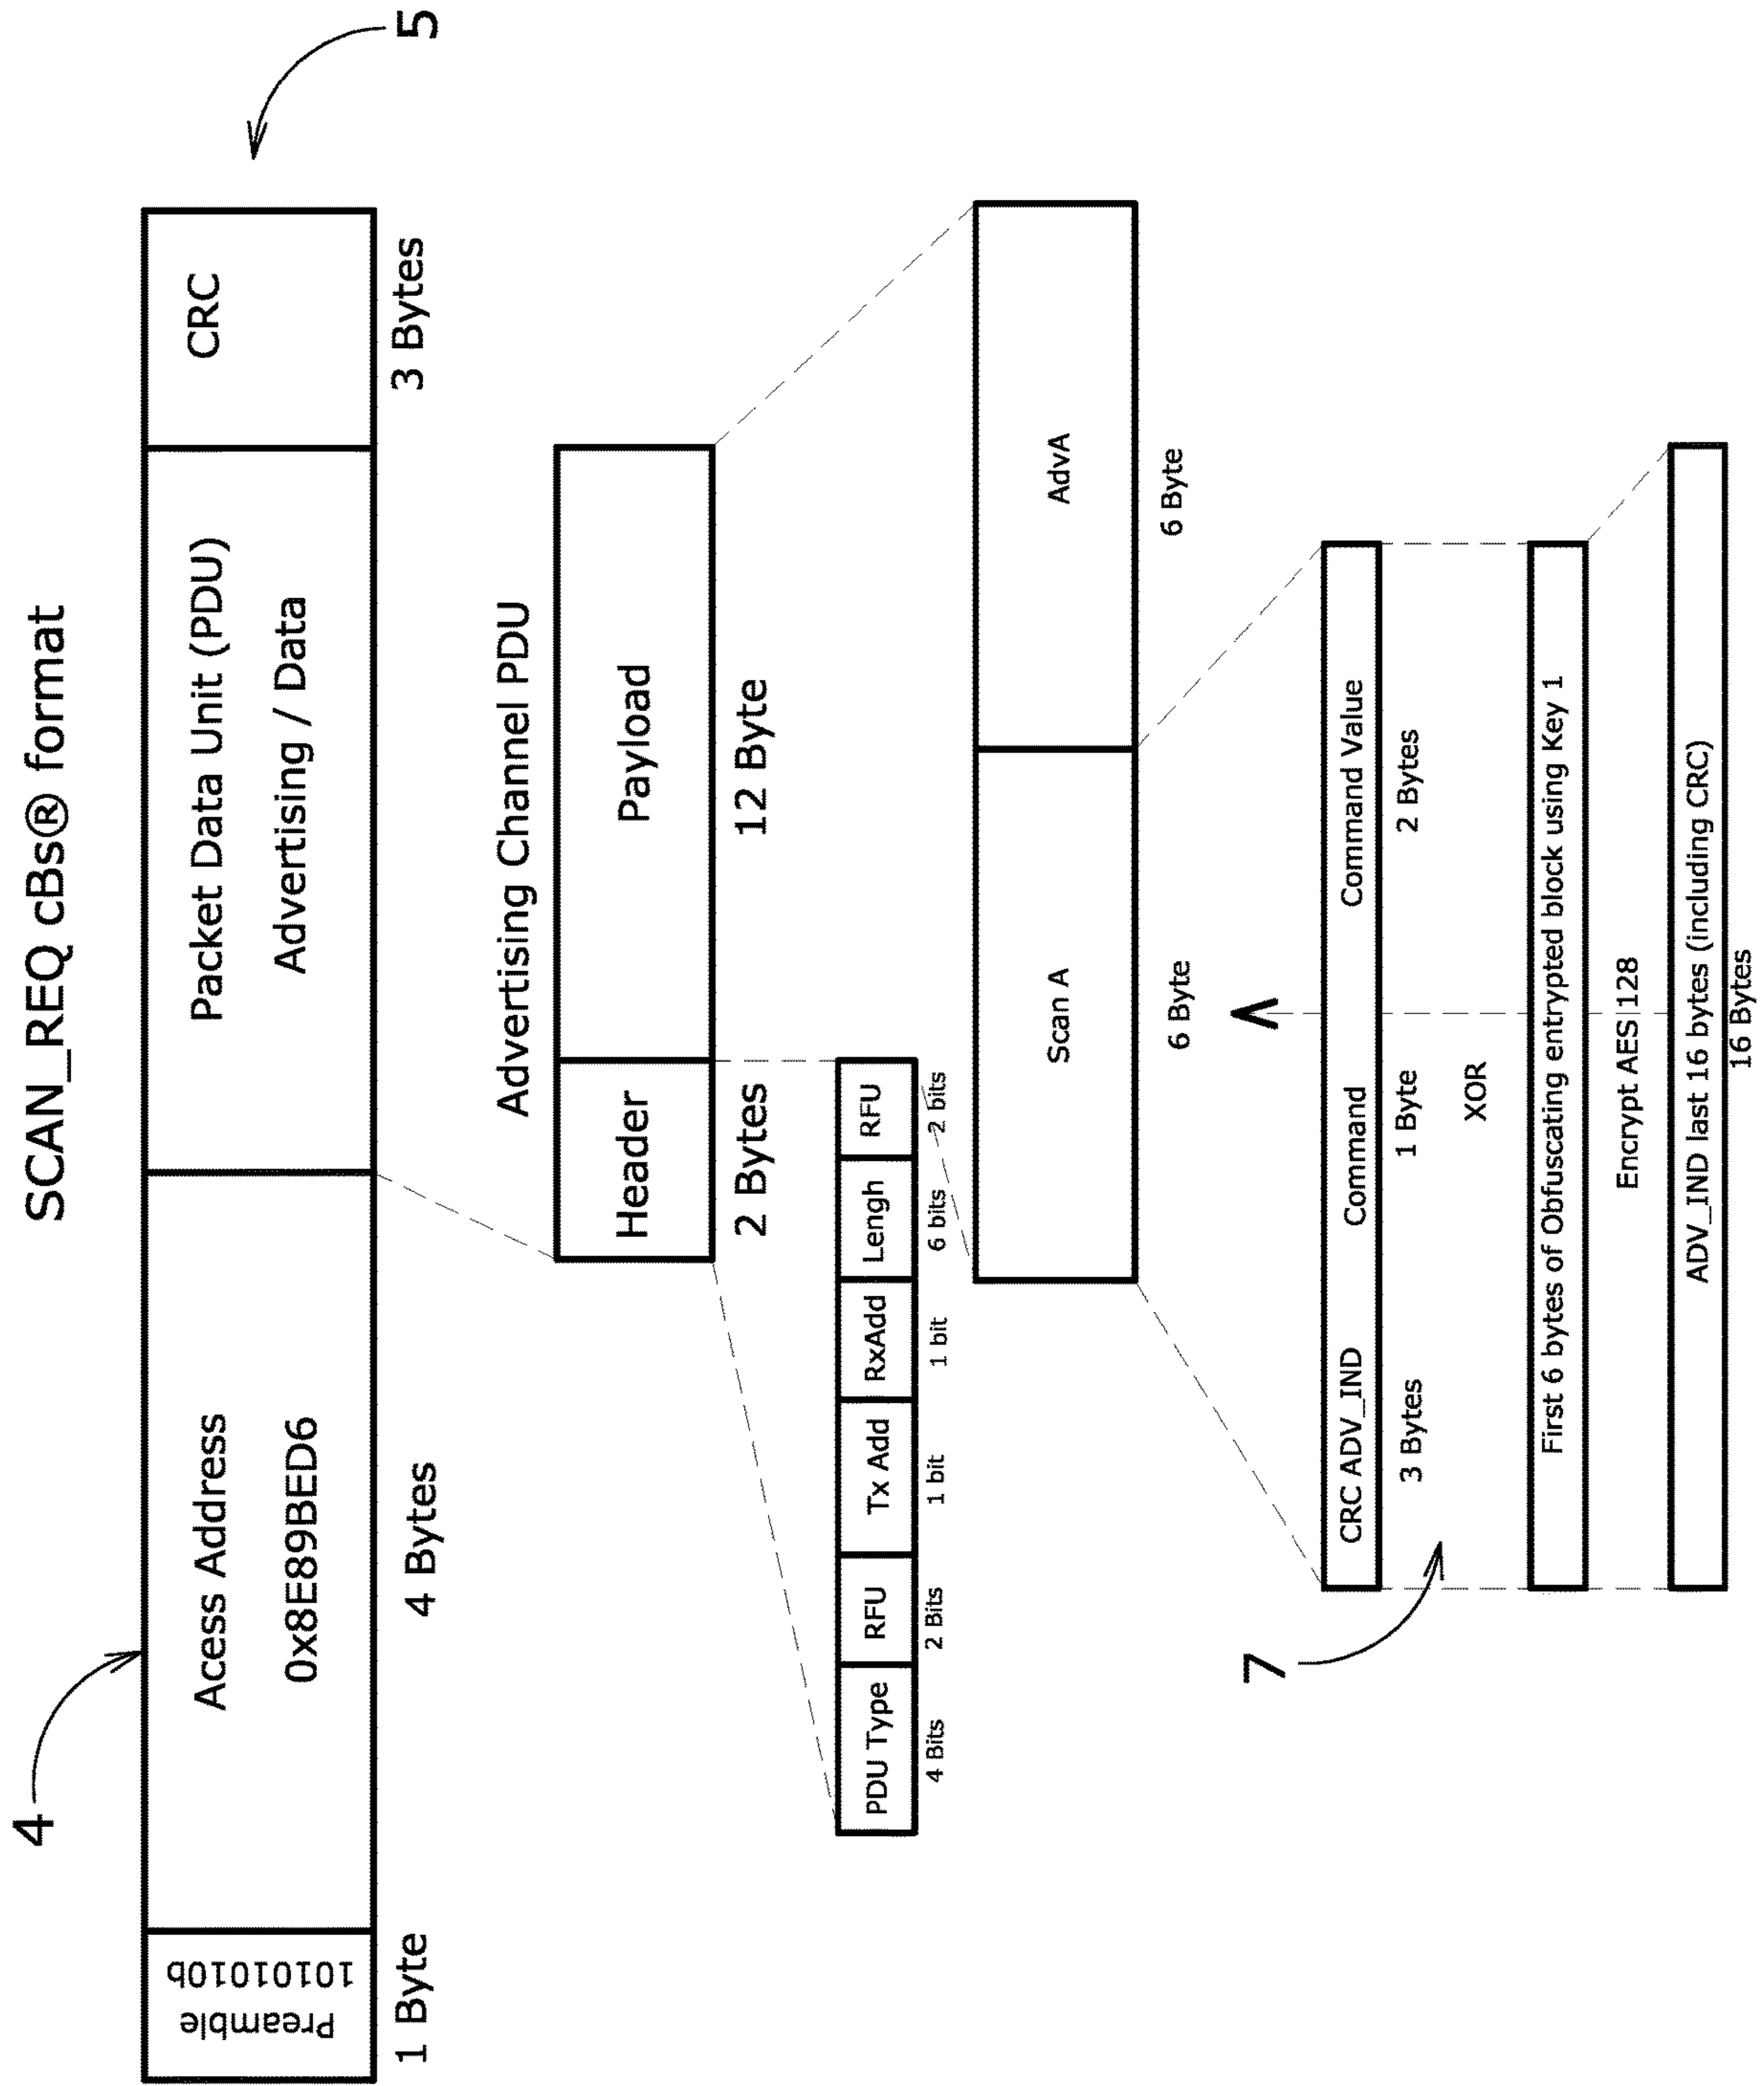 SCAN_REQ cBs® format
4
5
Preamble
10101010b
Acess Address
0x8E89BED6
Packet Data Unit (PDU)
Advertising / Data
CRC
1 Byte
4 Bytes
3 Bytes
Advertising Channel PDU
Header
Payload
2 Bytes
12 Byte
PDU Type
RFU
Tx Add
RxAdd
Lengh
RFU
4 Bits
2 Bits
1 bit
1 bit
6 bits
2 bits
Scan A
AdvA
6 Byte
6 Byte
7
CRC ADV_IND
Command
Command Value
3 Bytes
1 Byte
2 Bytes
XOR
First 6 bytes of Obfuscating entrypted block using Key 1
Encrypt AES 128
ADV_IND last 16 bytes (including CRC)
16 Bytes